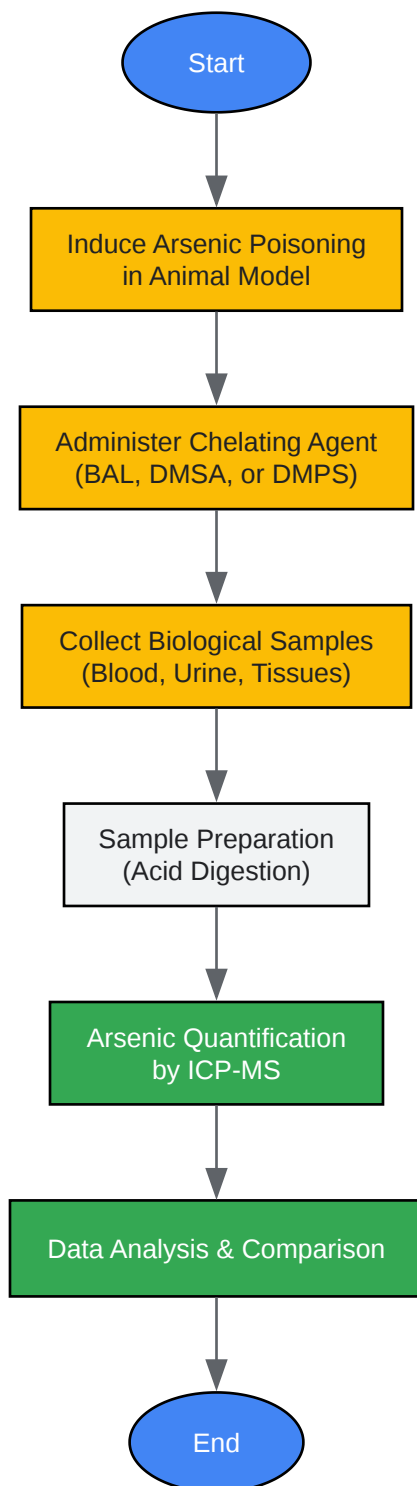 Start
Induce Arsenic Poisoning
in Animal Model
Administer Chelating Agent
(BAL, DMSA, or DMPS)
Collect Biological Samples
(Blood, Urine, Tissues)
Sample Preparation
(Acid Digestion)
Arsenic Quantification
by ICP-MS
Data Analysis & Comparison
End